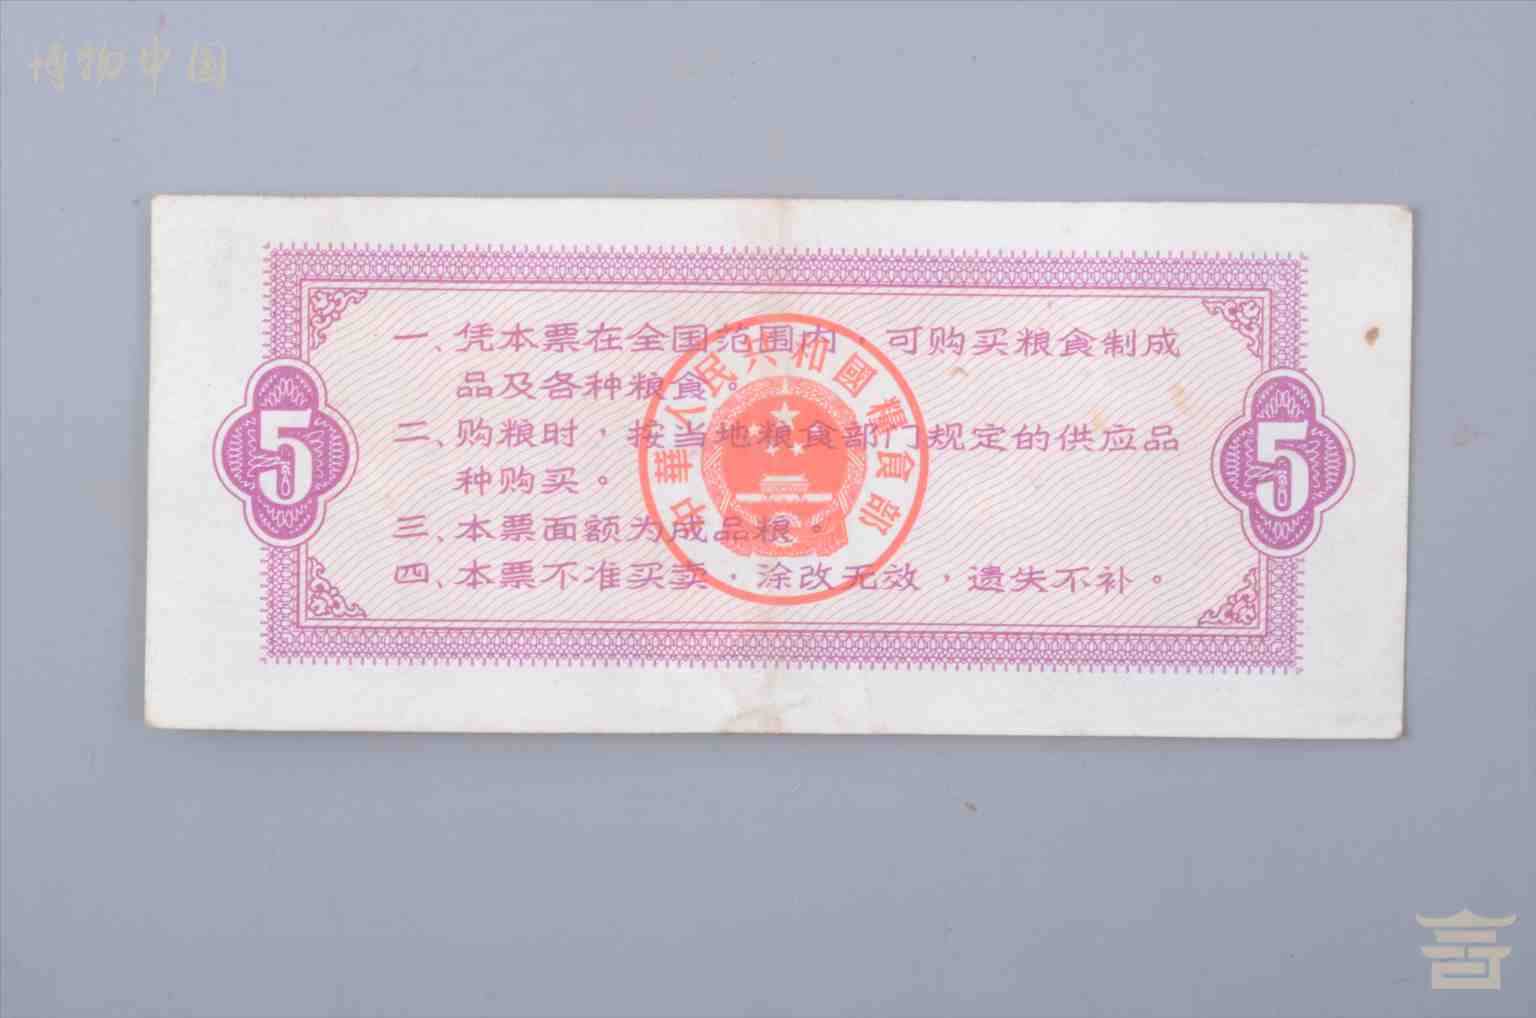 博物中国
一、凭本票在全国范围内，可购买粮食制成
品及各种粮食。
二、购粮时，按当地粮食部门规定的供应品
种购买。
三、本票面额为成品粮。
四、本票不准买卖，涂改无效，遗失不补。
中華人民共和國糧食部
5
5